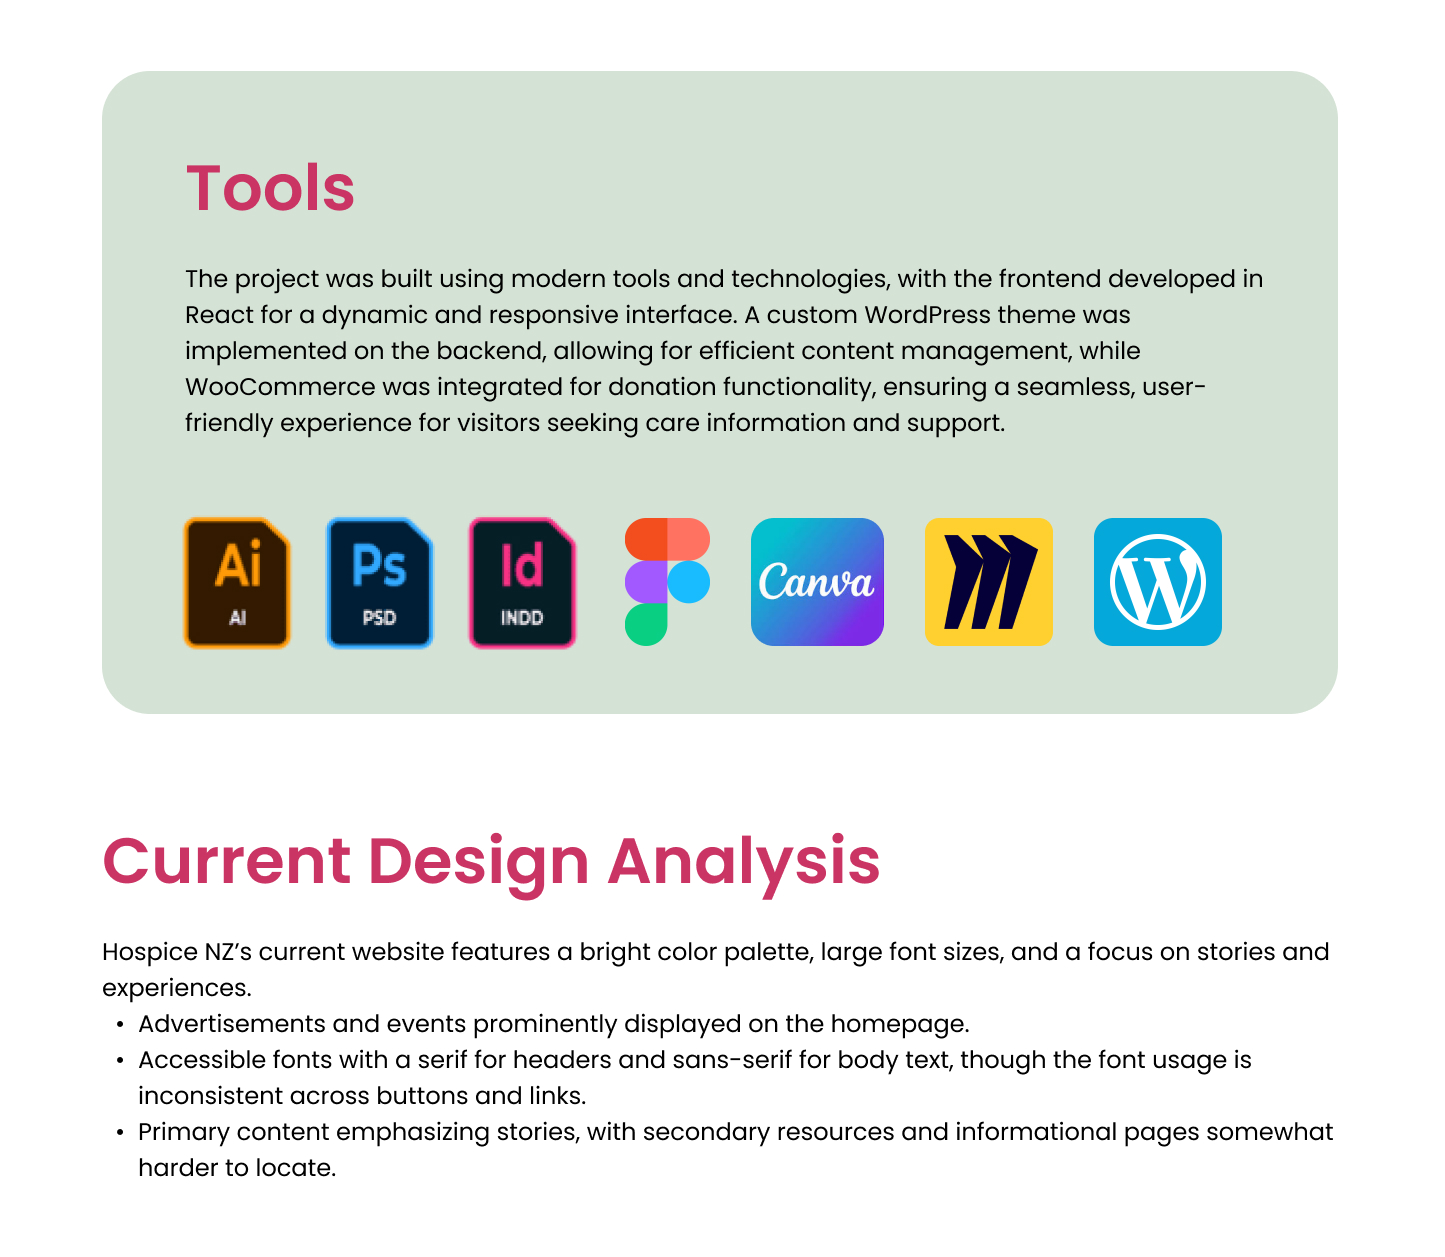 Tools
The project was built using modern tools and technologies, with the frontend developed in
React for a dynamic and responsive interface. A custom WordPress theme was
implemented on the backend, allowing for efficient content management, while
WooCommerce was integrated for donation functionality, ensuring a seamless, user-
friendly experience for visitors seeking care information and support.
Ai Ps Id Canva W
AI PSD INDD
Current Design Analysis
Hospice NZ’s current website features a bright color palette, large font sizes, and a focus on stories and
experiences.
• Advertisements and events prominently displayed on the homepage.
• Accessible fonts with a serif for headers and sans-serif for body text, though the font usage is
inconsistent across buttons and links.
• Primary content emphasizing stories, with secondary resources and informational pages somewhat
harder to locate.